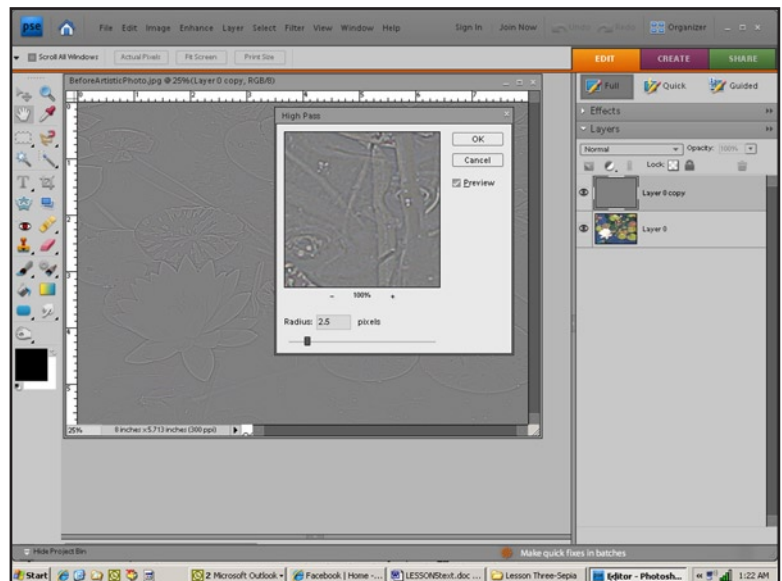 pse File Edit Image Enhance Layer Select Filter View Window Help Sign In Join Now Undo Redo Organizer
Scroll All Windows Actual Pixels Fit Screen Print Size
EDIT CREATE SHARE
BeforeArtisticPhoto.jpg @ 25% (Layer 0 copy, RGB/8)
Full Quick Guided
Effects
Layers
Normal Opacity: 100%
Lock:
Layer 0 copy
Layer 0
High Pass
OK
Cancel
Preview
- 100% +
Radius: 2.5 pixels
25% 8 inches x 5.713 inches (300 ppi)
Hide Project Bin Make quick fixes in batches
Start 2 Microsoft Outlook Facebook | Home -... LESSONStext.doc ... Lesson Three-Sepia Editor - Photosh... 1:22 AM